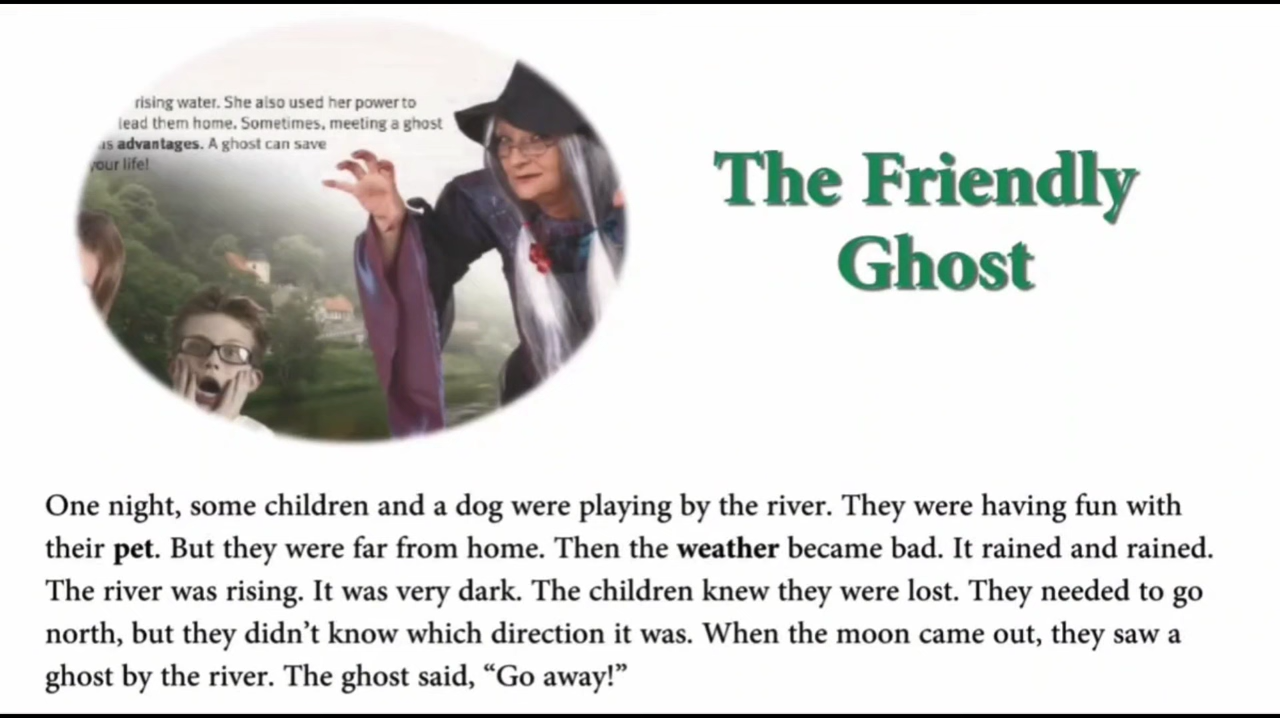 rising water. She also used her power to
lead them home. Sometimes, meeting a ghost
advantages. A ghost can save
your life!
The Friendly
Ghost
One night, some children and a dog were playing by the river. They were having fun with
their pet. But they were far from home. Then the weather became bad. It rained and rained.
The river was rising. It was very dark. The children knew they were lost. They needed to go
north, but they didn’t know which direction it was. When the moon came out, they saw a
ghost by the river. The ghost said, “Go away!”